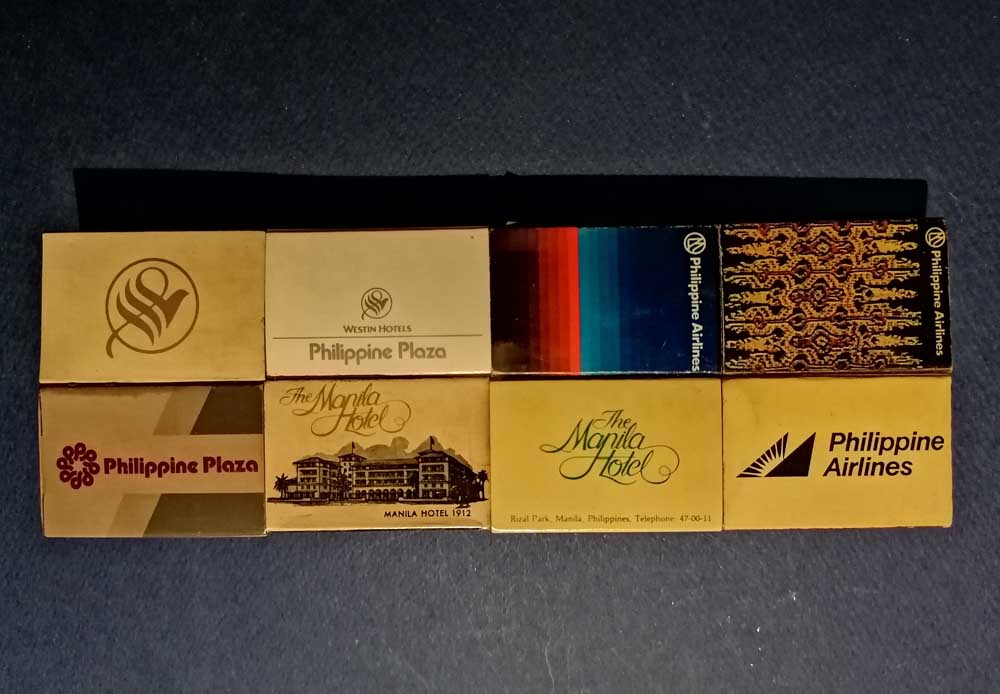 WESTIN HOTELS
Philippine Plaza
Philippine Airlines
Philippine Airlines
Philippine Plaza
The
Manila
Hotel
MANILA HOTEL 1912
The
Manila
Hotel
Rizal Park, Manila, Philippines, Telephone: 47-00-11
Philippine
Airlines